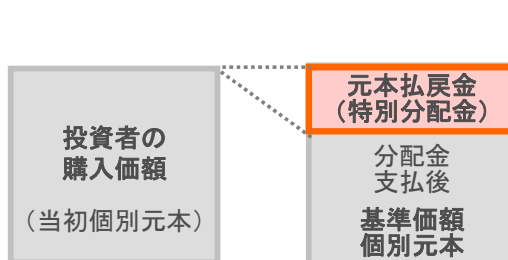 投資者の
購入価額
（当初個別元本）
元本払戻金
（特別分配金）
分配金
支払後
基準価額
個別元本